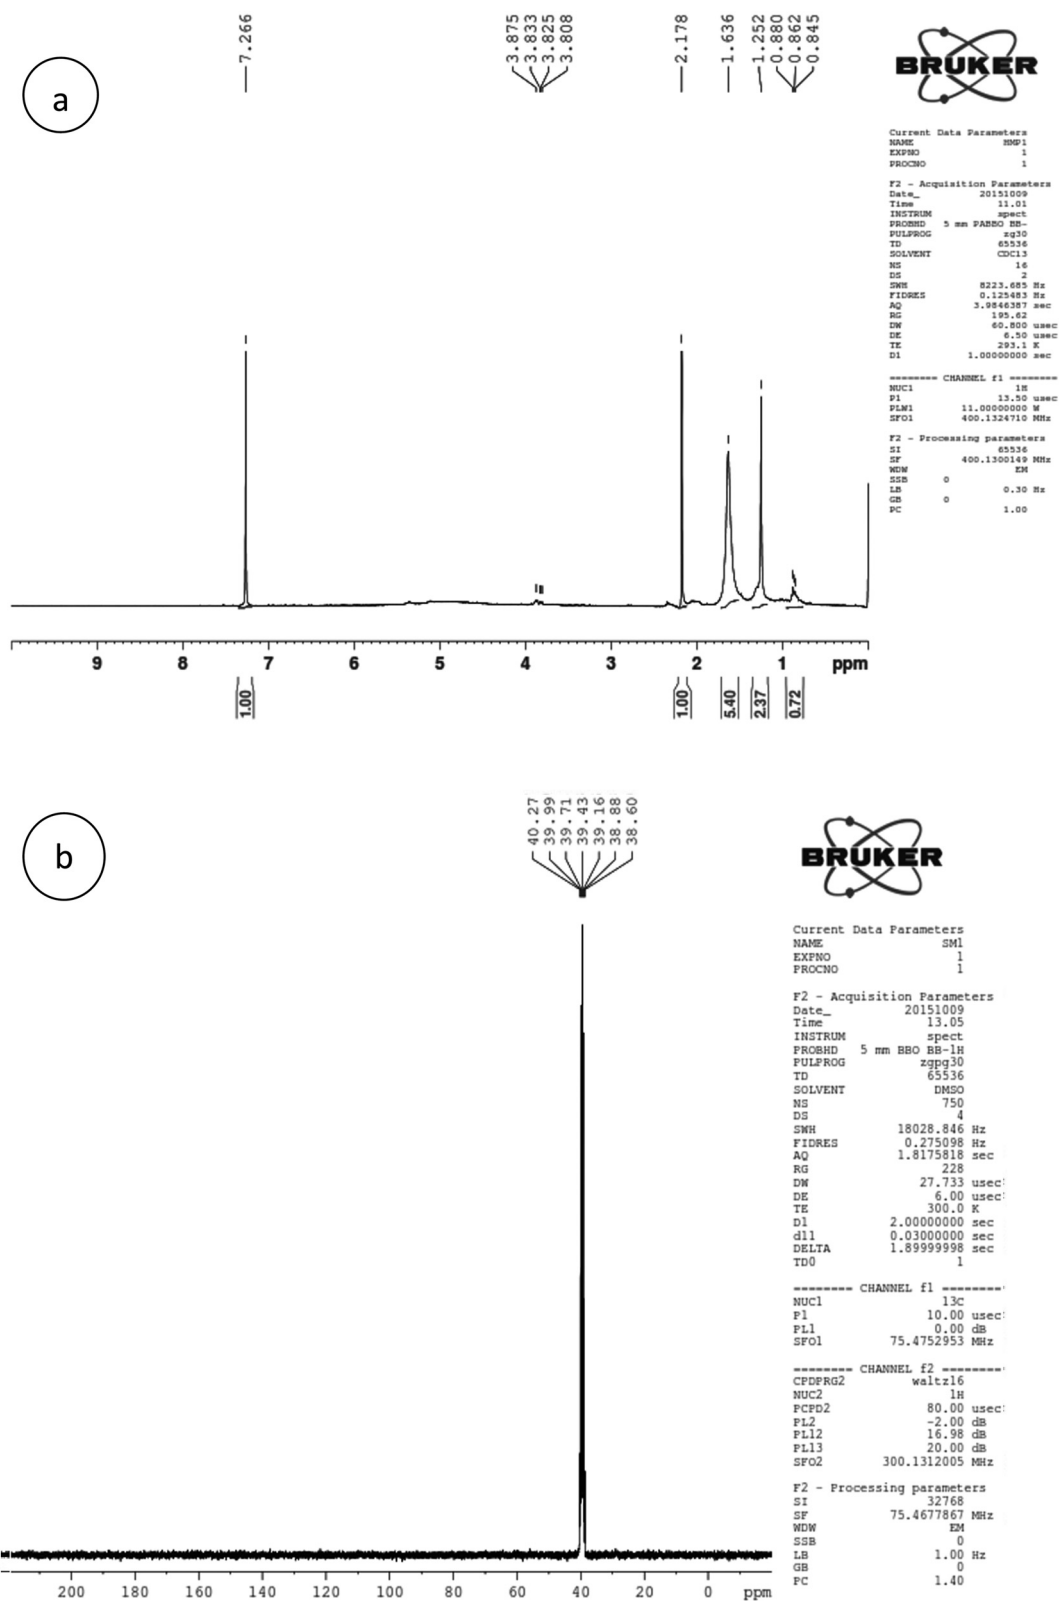 7.266
3.875
3.833
3.825
3.808
2.178
1.636
1.252
0.880
0.862
0.845
a
BRUKER
Current Data Parameters
NAME HMP1
EXPNO 1
PROCNO 1
F2 - Acquisition Parameters
Date_ 20151009
Time 11.01
INSTRUM spect
PROBHD 5 mm PABBO BB-
PULPROG zg30
TD 65536
SOLVENT CDCl3
NS 16
DS 2
SWH 8223.685 Hz
FIDRES 0.125483 Hz
AQ 3.9846387 sec
RG 195.62
DW 60.800 usec
DE 6.50 usec
TE 293.1 K
D1 1.00000000 sec
======== CHANNEL f1 ========
NUC1 1H
P1 13.50 usec
PLW1 11.00000000 W
SFO1 400.1324710 MHz
F2 - Processing parameters
SI 65536
SF 400.1300149 MHz
WDW EM
SSB 0
LB 0.30 Hz
GB 0
PC 1.00
9 8 7 6 5 4 3 2 1 ppm
1.00 1.00 5.40 2.37 0.72
40.27
39.99
39.71
39.43
39.16
38.88
38.60
b
BRUKER
Current Data Parameters
NAME SM1
EXPNO 1
PROCNO 1
F2 - Acquisition Parameters
Date_ 20151009
Time 13.05
INSTRUM spect
PROBHD 5 mm BBO BB-1H
PULPROG zgpg30
TD 65536
SOLVENT DMSO
NS 750
DS 4
SWH 18028.846 Hz
FIDRES 0.275098 Hz
AQ 1.8175818 sec
RG 228
DW 27.733 usec
DE 6.00 usec
TE 300.0 K
D1 2.00000000 sec
d11 0.03000000 sec
DELTA 1.89999998 sec
TD0 1
======== CHANNEL f1 ========
NUC1 13C
P1 10.00 usec
PL1 0.00 dB
SFO1 75.4752953 MHz
======== CHANNEL f2 ========
CPDPRG2 waltz16
NUC2 1H
PCPD2 80.00 usec
PL2 -2.00 dB
PL12 16.98 dB
PL13 20.00 dB
SFO2 300.1312005 MHz
F2 - Processing parameters
SI 32768
SF 75.4677867 MHz
WDW EM
SSB 0
LB 1.00 Hz
GB 0
PC 1.40
200 180 160 140 120 100 80 60 40 20 0 ppm